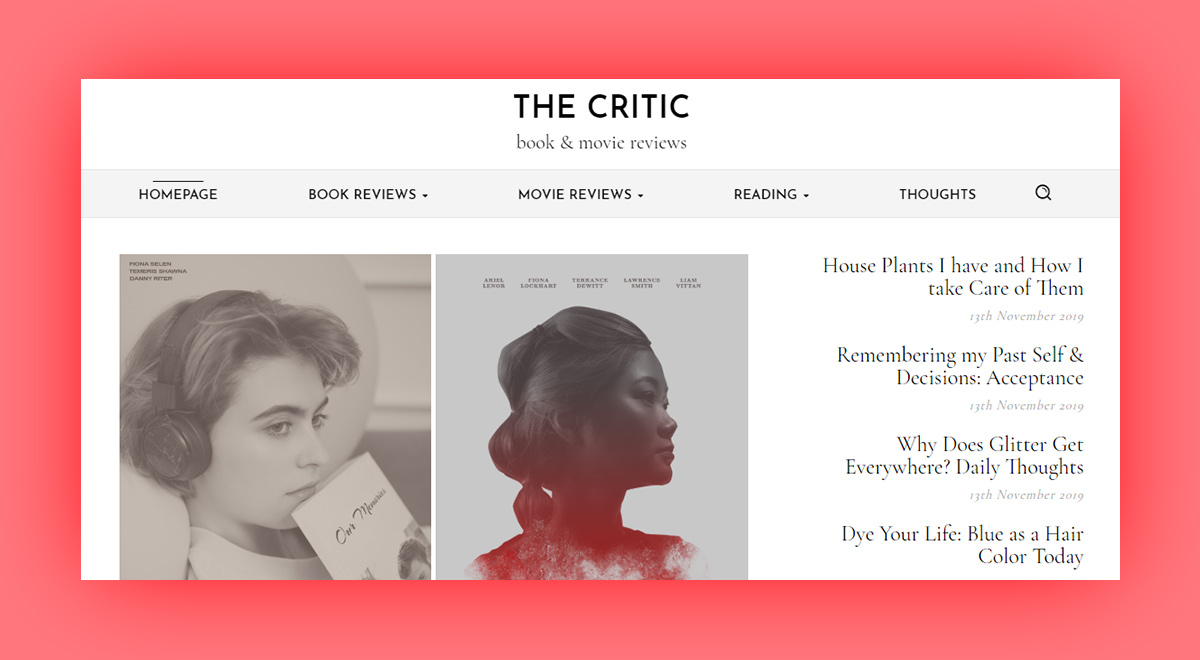 THE CRITIC
book & movie reviews
HOMEPAGE
BOOK REVIEWS
MOVIE REVIEWS
READING
THOUGHTS
FIONA SELEN
TEMERIS SHAWNA
DANNY RITER
Our Memories
ARIEL LENOR
FIONA LOCKHART
TERRANCE DEWITT
LAWRENCE SMITH
LIAM VITTAN
House Plants I have and How I
take Care of Them
13th November 2019
Remembering my Past Self &
Decisions: Acceptance
13th November 2019
Why Does Glitter Get
Everywhere? Daily Thoughts
13th November 2019
Dye Your Life: Blue as a Hair
Color Today